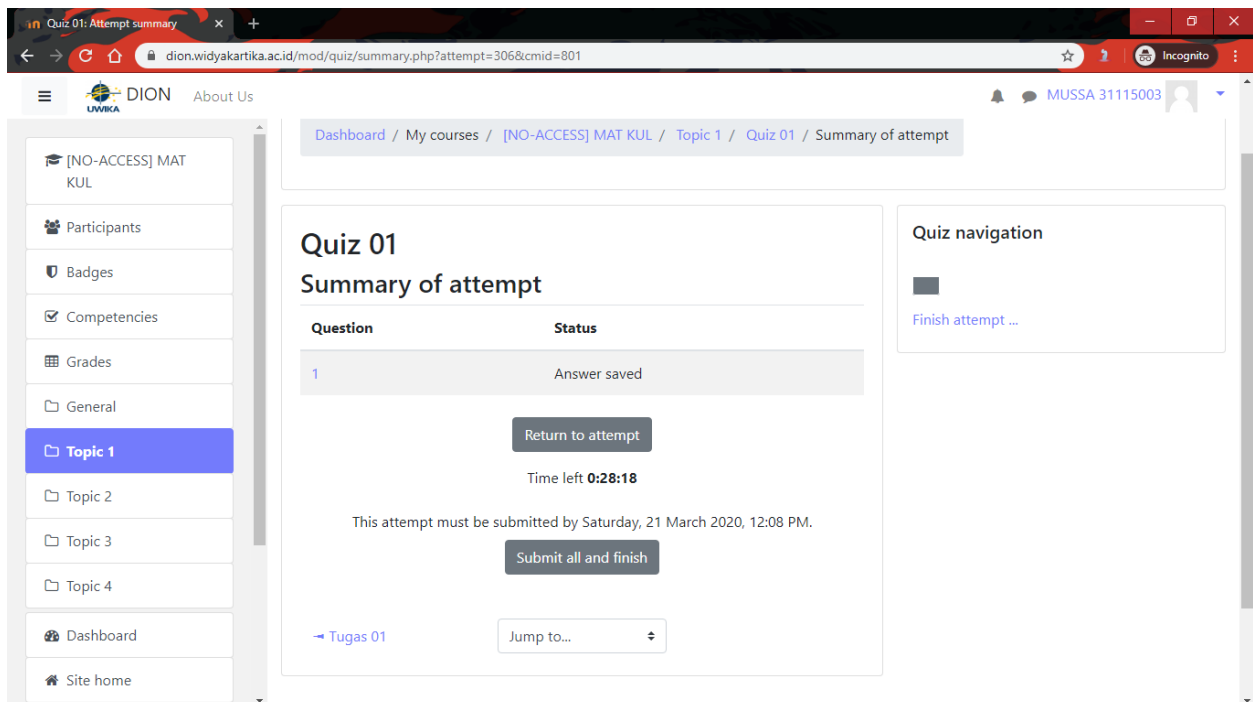 Quiz 01: Attempt summary
dion.widyakartika.ac.id/mod/quiz/summary.php?attempt=306&cmid=801
Incognito
UWIKA
DION
About Us
MUSSA 31115003
[NO-ACCESS] MAT
KUL
Participants
Badges
Competencies
Grades
General
Topic 1
Topic 2
Topic 3
Topic 4
Dashboard
Site home
Dashboard / My courses / [NO-ACCESS] MAT KUL / Topic 1 / Quiz 01 / Summary of attempt
Quiz 01
Summary of attempt
Question Status
1 Answer saved
Return to attempt
Time left 0:28:18
This attempt must be submitted by Saturday, 21 March 2020, 12:08 PM.
Submit all and finish
◄ Tugas 01
Jump to...
Quiz navigation
Finish attempt ...